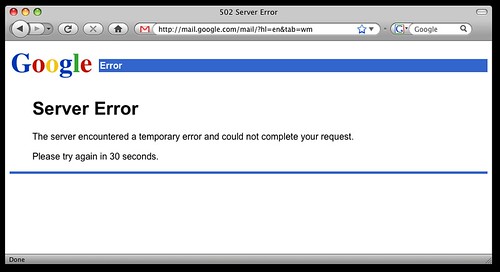 502 Server Error
http://mail.google.com/mail/?hl=en&tab=wm
Google
Google Error
Server Error
The server encountered a temporary error and could not complete your request.
Please try again in 30 seconds.
Done